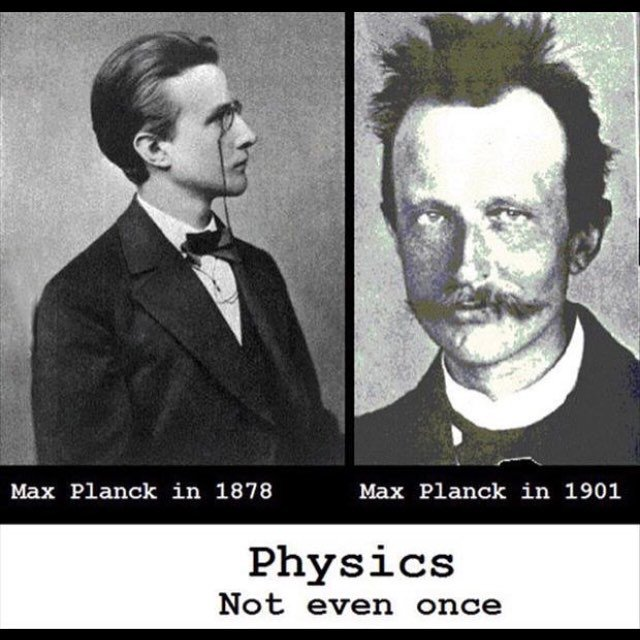 Max Planck in 1878
Max Planck in 1901
Physics
Not even once